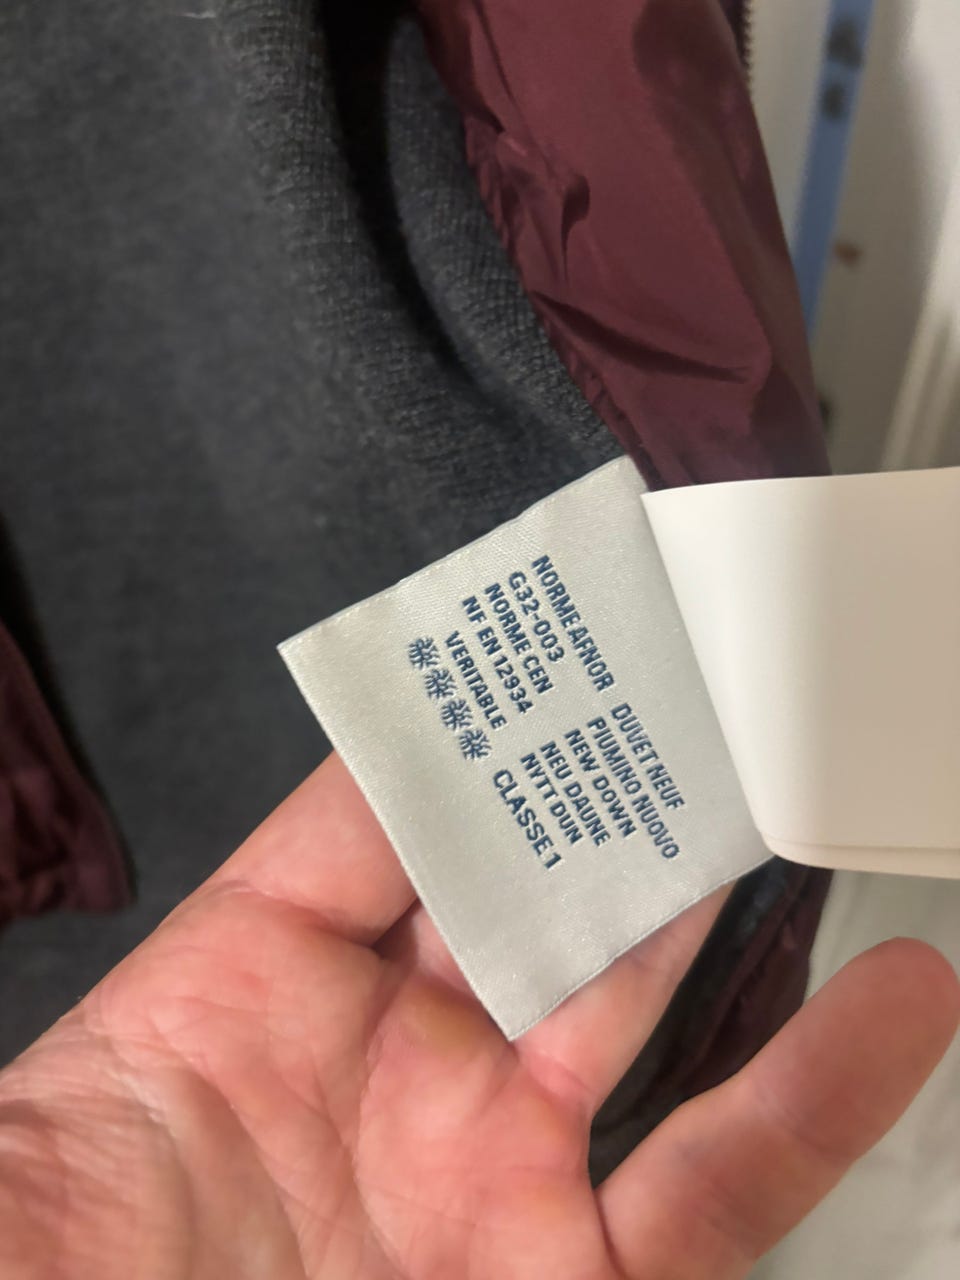 NORME AFNOR
G32-003
NORME CEN
NF EN 12934
VERITABLE
DUVET NEUF
PIUMINO NUOVO
NEW DOWN
NEU DAUNE
NYTT DUN
CLASSE 1